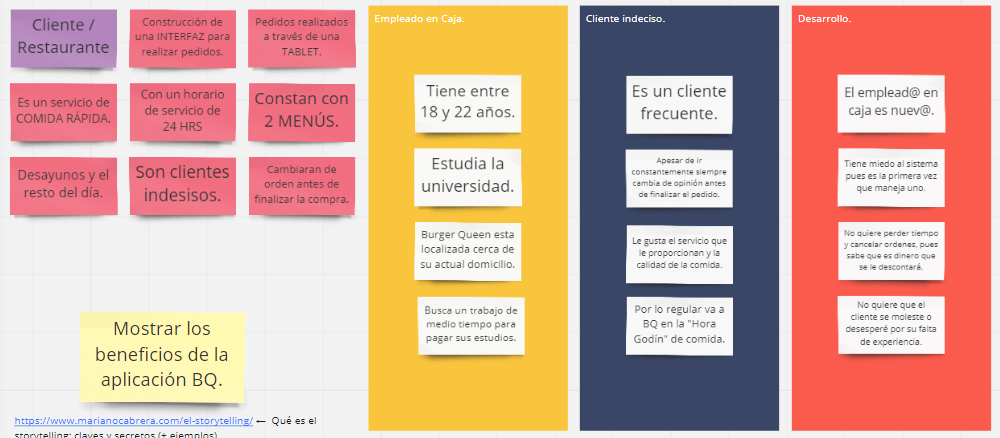 Cliente /
Restaurante
Construcción de
una INTERFAZ para
realizar pedidos.
Pedidos realizados
a través de una
TABLET.
Es un servicio de
COMIDA RÁPIDA.
Con un horario
de servicio de
24 HRS
Constan con
2 MENÚS.
Desayunos y el
resto del día.
Son clientes
indesisos.
Cambiaran de
orden antes de
finalizar la compra.
Mostrar los
beneficios de la
aplicación BQ.
https://www.marianocabrera.com/el-storytelling/ ← Qué es el
storytelling: claves y secretos (+ ejemplos)
Empleado en Caja.
Tiene entre
18 y 22 años.
Estudia la
universidad.
Burger Queen esta
localizada cerca de
su actual domicilio.
Busca un trabajo de
medio tiempo para
pagar sus estudios.
Cliente indeciso.
Es un cliente
frecuente.
Apesar de ir
constantemente siempre
cambia de opinión antes
de finalizar el pedido.
Le gusta el servicio que
le proporcionan y la
calidad de la comida.
Por lo regular va a
BQ en la "Hora
Godín" de comida.
Desarrollo.
El emplead@ en
caja es nuev@.
Tiene miedo al sistema
pues es la primera vez
que maneja uno.
No quiere perder tiempo
y cancelar ordenes, pues
sabe que es dinero que
se le descontará.
No quiere que el
cliente se moleste o
desesperé por su falta
de experiencia.